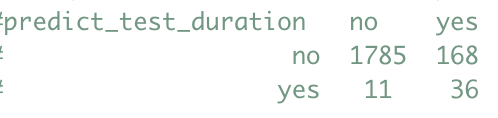 #predict_test_duration no yes
# no 1785 168
# yes 11 36